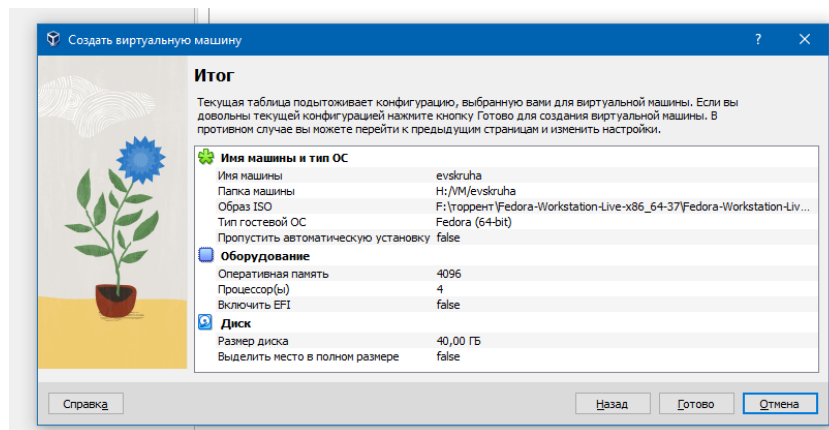 Создать виртуальную машину
Итог
Текущая таблица подытоживает конфигурацию, выбранную вами для виртуальной машины. Если вы
довольны текущей конфигурацией нажмите кнопку Готово для создания виртуальной машины. В
противном случае вы можете перейти к предыдущим страницам и изменить настройки.
Имя машины и тип ОС
Имя машины evskruha
Папка машины H:/VM/evskruha
Образ ISO F:\торрент\Fedora-Workstation-Live-x86_64-37\Fedora-Workstation-Liv...
Тип гостевой ОС Fedora (64-bit)
Пропустить автоматическую установку false
Оборудование
Оперативная память 4096
Процессор(ы) 4
Включить EFI false
Диск
Размер диска 40,00 ГБ
Выделить место в полном размере false
Справка Назад Готово Отмена